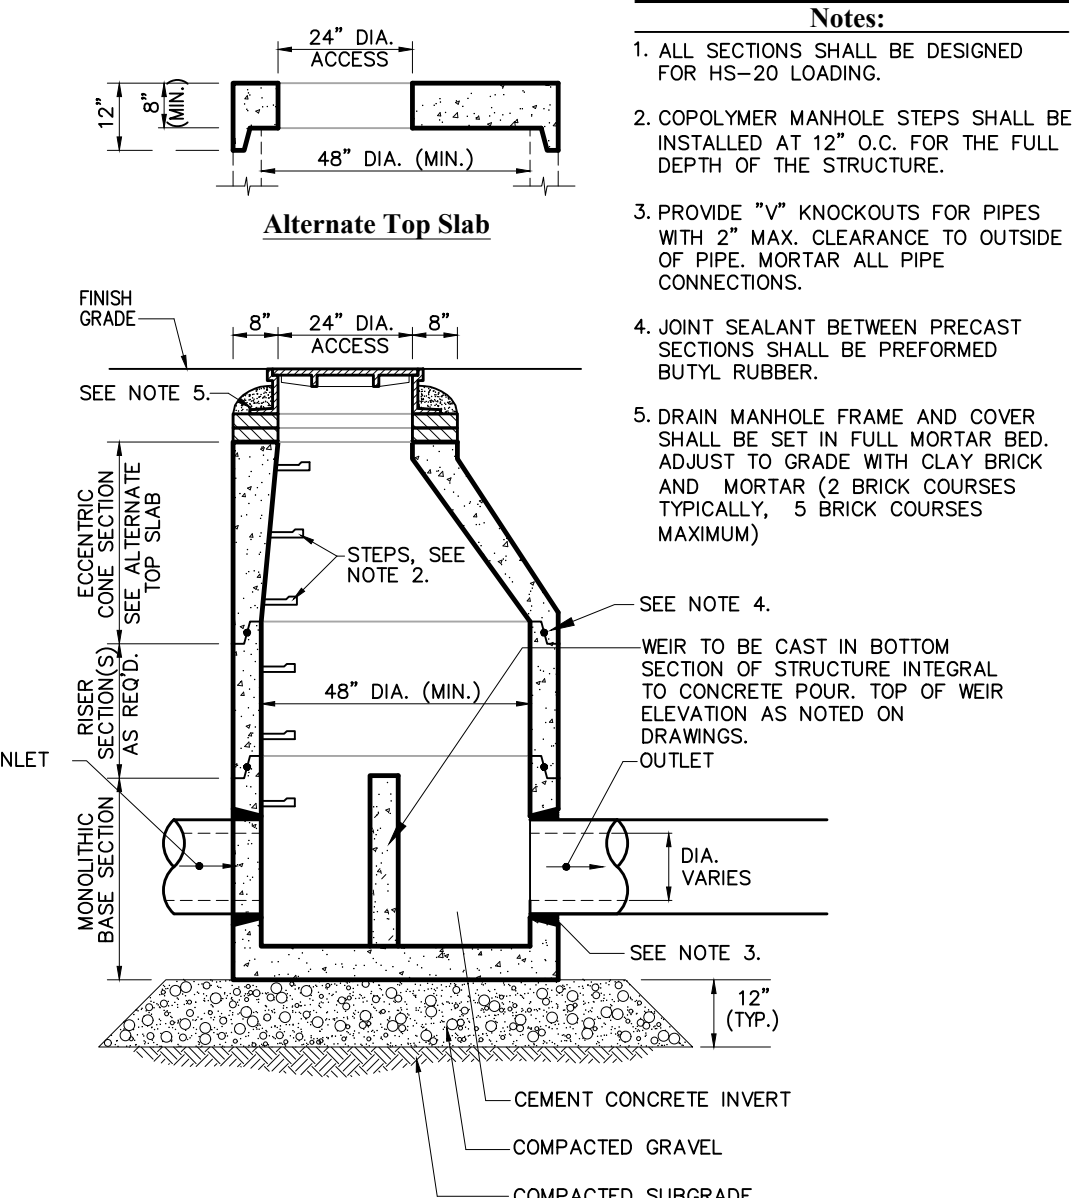 Notes:
1. ALL SECTIONS SHALL BE DESIGNED
FOR HS-20 LOADING.
2. COPOLYMER MANHOLE STEPS SHALL BE
INSTALLED AT 12" O.C. FOR THE FULL
DEPTH OF THE STRUCTURE.
3. PROVIDE "V" KNOCKOUTS FOR PIPES
WITH 2" MAX. CLEARANCE TO OUTSIDE
OF PIPE. MORTAR ALL PIPE
CONNECTIONS.
4. JOINT SEALANT BETWEEN PRECAST
SECTIONS SHALL BE PREFORMED
BUTYL RUBBER.
5. DRAIN MANHOLE FRAME AND COVER
SHALL BE SET IN FULL MORTAR BED.
ADJUST TO GRADE WITH CLAY BRICK
AND MORTAR (2 BRICK COURSES
TYPICALLY, 5 BRICK COURSES
MAXIMUM)
24" DIA.
ACCESS
12"
8"
(MIN.)
48" DIA. (MIN.)
Alternate Top Slab
FINISH
GRADE
8"
24" DIA.
ACCESS
8"
SEE NOTE 5.
ECCENTRIC
CONE SECTION
SEE ALTERNATE
TOP SLAB
STEPS, SEE
NOTE 2.
SEE NOTE 4.
WEIR TO BE CAST IN BOTTOM
SECTION OF STRUCTURE INTEGRAL
TO CONCRETE POUR. TOP OF WEIR
ELEVATION AS NOTED ON
DRAWINGS.
RISER
SECTION(S)
AS REQ'D.
48" DIA. (MIN.)
NLET
OUTLET
MONOLITHIC
BASE SECTION
DIA.
VARIES
SEE NOTE 3.
12"
(TYP.)
CEMENT CONCRETE INVERT
COMPACTED GRAVEL
COMPACTED SUBGRADE